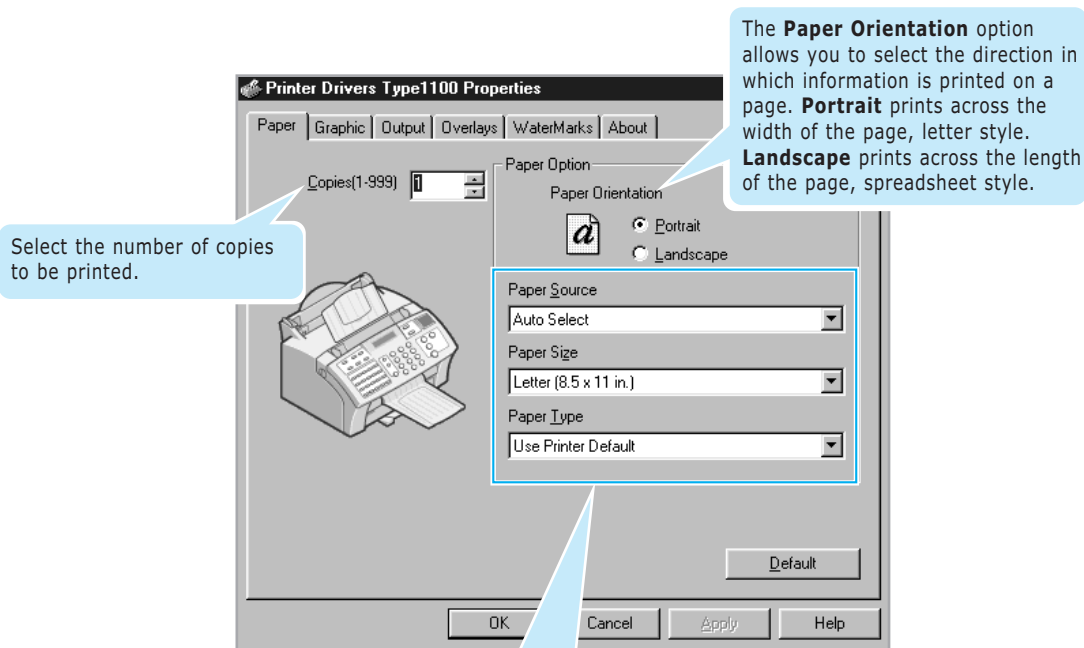 The Paper Orientation option
allows you to select the direction in
which information is printed on a
page. Portrait prints across the
width of the page, letter style.
Landscape prints across the length
of the page, spreadsheet style.
Printer Drivers Type1100 Properties
Paper Graphic Output Overlays WaterMarks About
Copies(1-999) 1
Paper Option
Paper Orientation
a
Portrait
Landscape
Select the number of copies
to be printed.
Paper Source
Auto Select
Paper Size
Letter (8.5 x 11 in.)
Paper Type
Use Printer Default
Default
OK Cancel Apply Help